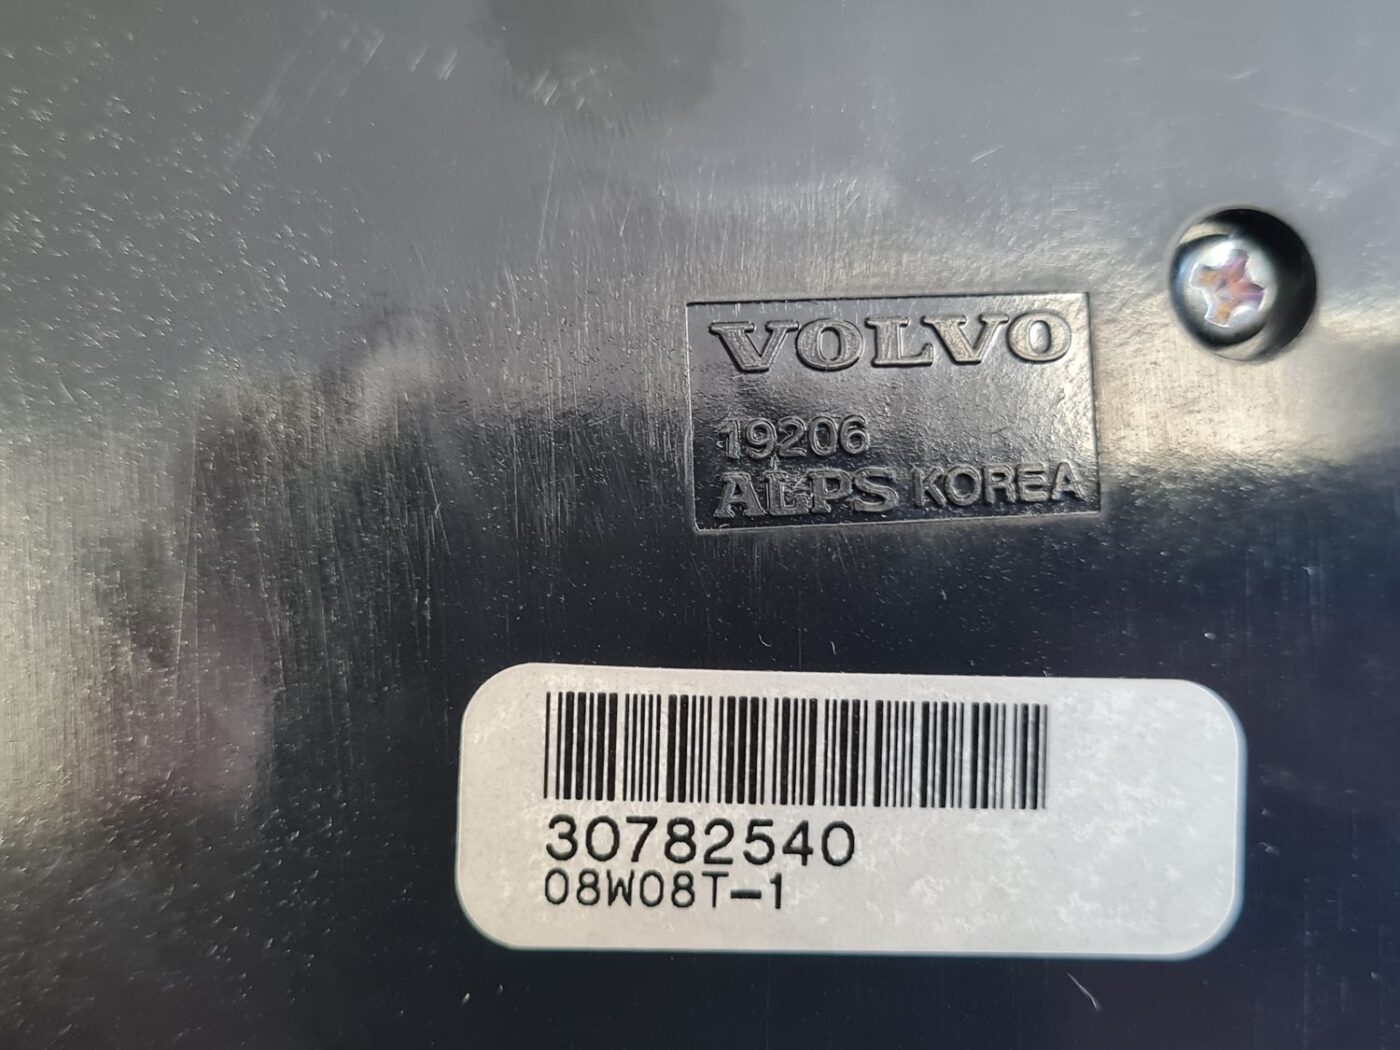 VOLVO
19206
ALPS KOREA
30782540
08W08T-1